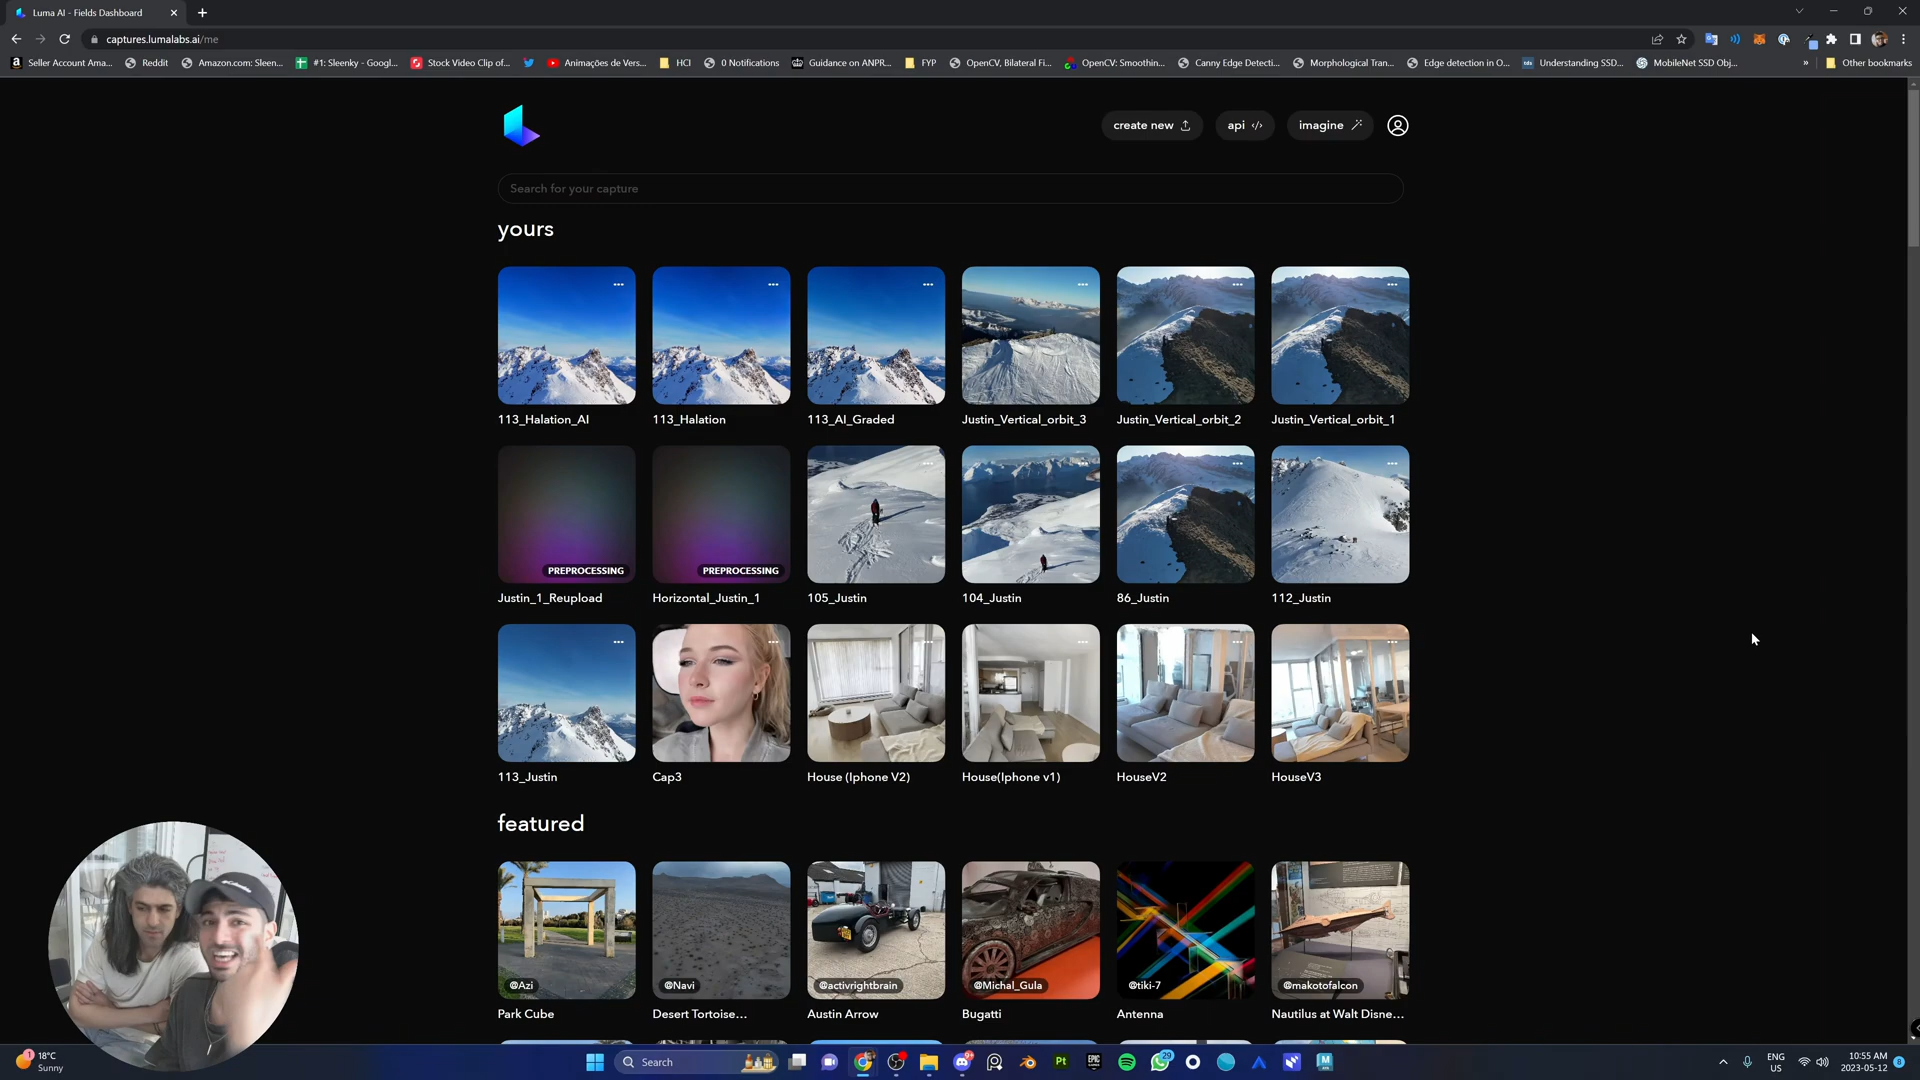 Luma AI - Fields Dashboard
captures.lumalabs.ai/me
Seller Account Ama...
Reddit
Amazon.com: Sleen...
#1: Sleenky - Googl...
Stock Video Clip of...
Animações de Vers...
HCI
0 Notifications
Guidance on ANPR...
FYP
OpenCV, Bilateral Fi...
OpenCV: Smoothin...
Canny Edge Detecti...
Morphological Tran...
Edge detection in O...
Understanding SSD...
MobileNet SSD Obj...
»
Other bookmarks
create new
api </>
imagine
Search for your capture
yours
113_Halation_AI
113_Halation
113_AI_Graded
Justin_Vertical_orbit_3
Justin_Vertical_orbit_2
Justin_Vertical_orbit_1
PREPROCESSING
PREPROCESSING
Justin_1_Reupload
Horizontal_Justin_1
105_Justin
104_Justin
86_Justin
112_Justin
113_Justin
Cap3
House (Iphone V2)
House(Iphone v1)
HouseV2
HouseV3
featured
@Azi
@Navi
@activrightbrain
@Michal_Gula
@tiki-7
@makotofalcon
Park Cube
Desert Tortoise...
Austin Arrow
Bugatti
Antenna
Nautilus at Walt Disne...
1
18°C
Sunny
Search
9+
Pt
EPIC
29
M
ENG
US
10:55 AM
2023-05-12
8